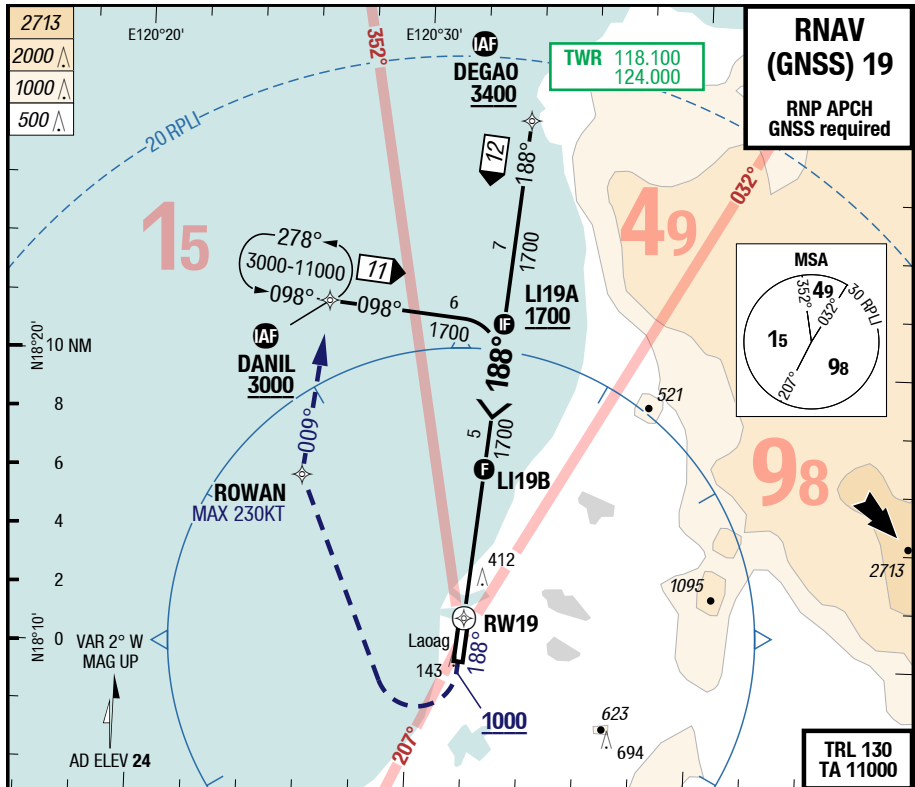 2713
2000
1000
500
E120°20'
E120°30'
352°
IAF
DEGAO
3400
TWR 118.100
124.000
RNAV
(GNSS) 19
RNP APCH
GNSS required
20 RPLI
12
188°
7
1700
032°
15
49
278°
3000-11000
098°
11
098°
6
1700
LI19A
IF
1700
MSA
352°
49
032°
30 RPLI
15
98
207°
N18°20'
10 NM
IAF
DANIL
3000
188°
8
009°
5
1700
521
6
ROWAN
MAX 230KT
F
LI19B
98
4
412
2713
2
1095
RW19
N18°10'
0
Laoag
188°
143
VAR 2° W
MAG UP
1000
623
694
207°
AD ELEV 24
TRL 130
TA 11000